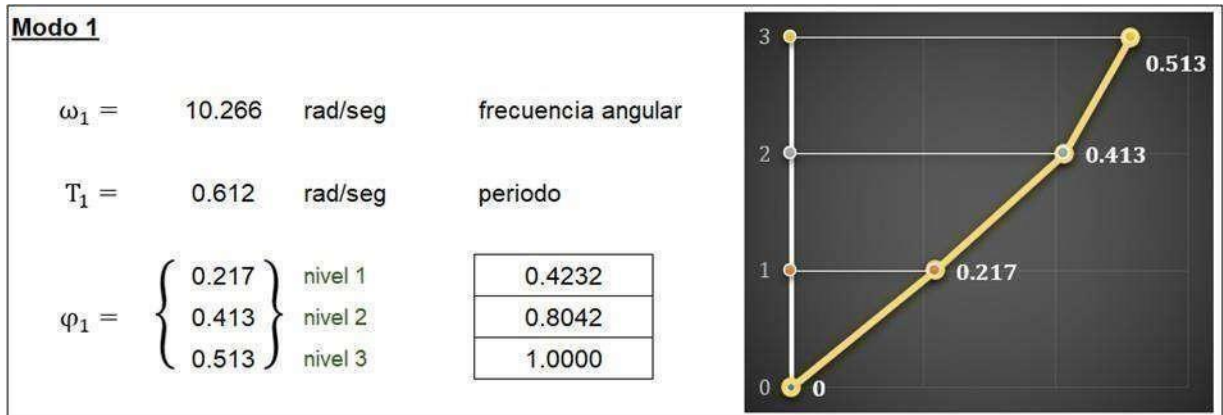 Modo 1
ω₁ = 10.266 rad/seg frecuencia angular
T₁ = 0.612 rad/seg periodo
φ₁ =
0.217 nivel 1 0.4232
0.413 nivel 2 0.8042
0.513 nivel 3 1.0000
3
0.513
2
0.413
1
0.217
0
0